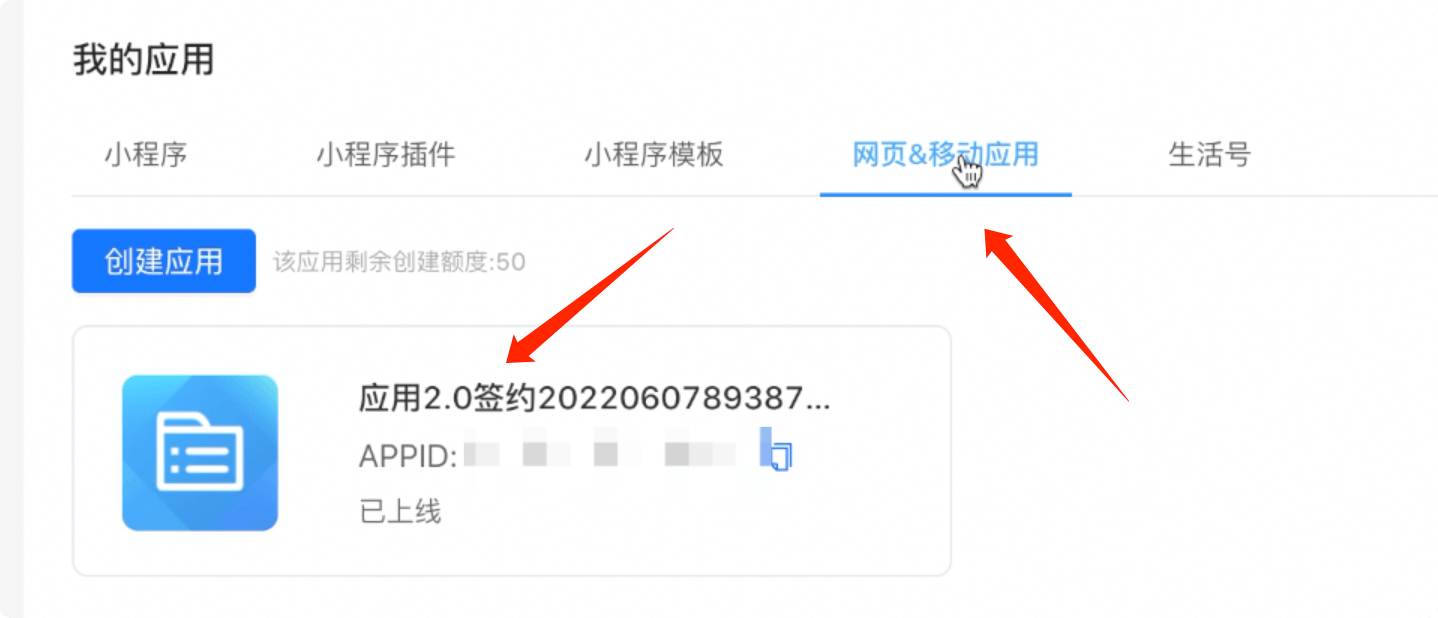 我的应用
小程序 小程序插件 小程序模板 网页&移动应用 生活号
创建应用 该应用剩余创建额度:50
应用2.0签约2022060789387...
APPID:
已上线